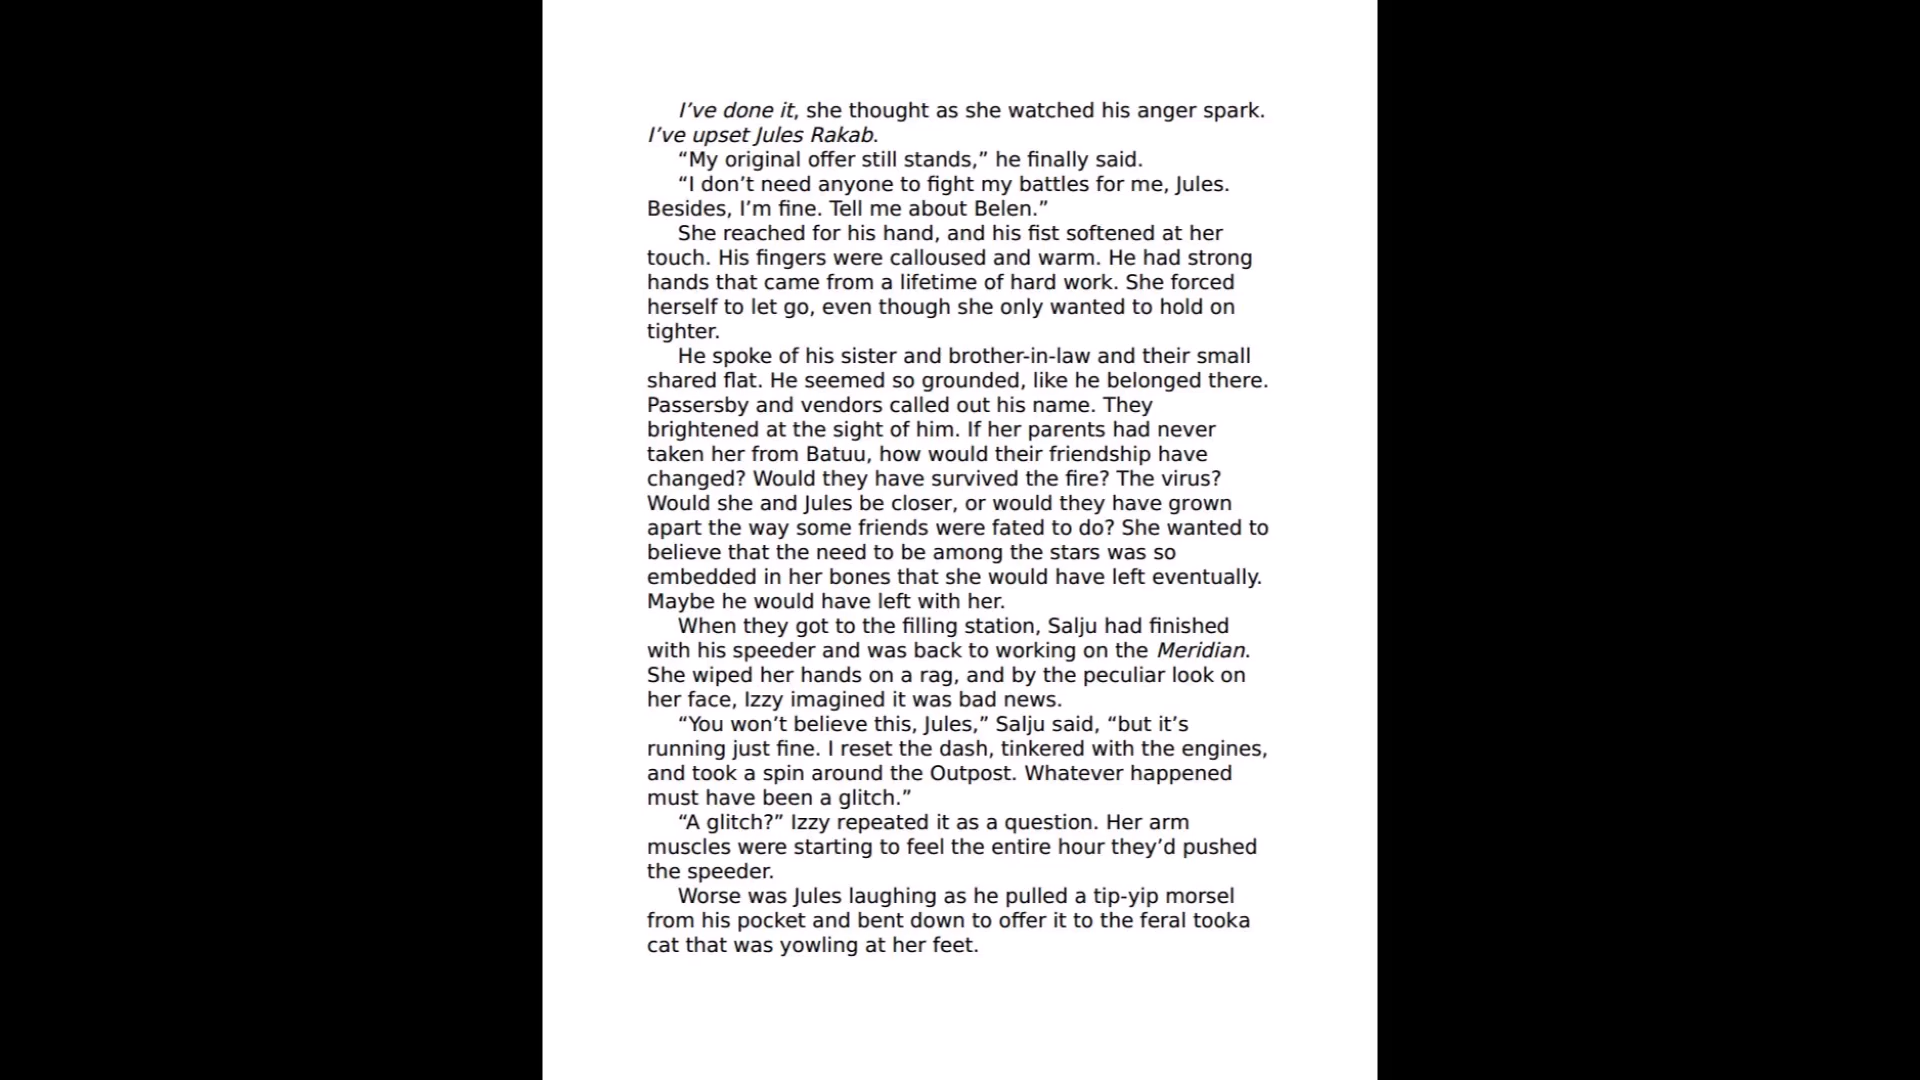 I’ve done it, she thought as she watched his anger spark.
I’ve upset Jules Rakab.
“My original offer still stands,” he finally said.
“I don’t need anyone to fight my battles for me, Jules.
Besides, I’m fine. Tell me about Belen.”
She reached for his hand, and his fist softened at her
touch. His fingers were calloused and warm. He had strong
hands that came from a lifetime of hard work. She forced
herself to let go, even though she only wanted to hold on
tighter.
He spoke of his sister and brother-in-law and their small
shared flat. He seemed so grounded, like he belonged there.
Passersby and vendors called out his name. They
brightened at the sight of him. If her parents had never
taken her from Batuu, how would their friendship have
changed? Would they have survived the fire? The virus?
Would she and Jules be closer, or would they have grown
apart the way some friends were fated to do? She wanted to
believe that the need to be among the stars was so
embedded in her bones that she would have left eventually.
Maybe he would have left with her.
When they got to the filling station, Salju had finished
with his speeder and was back to working on the Meridian.
She wiped her hands on a rag, and by the peculiar look on
her face, Izzy imagined it was bad news.
“You won’t believe this, Jules,” Salju said, “but it’s
running just fine. I reset the dash, tinkered with the engines,
and took a spin around the Outpost. Whatever happened
must have been a glitch.”
“A glitch?” Izzy repeated it as a question. Her arm
muscles were starting to feel the entire hour they’d pushed
the speeder.
Worse was Jules laughing as he pulled a tip-yip morsel
from his pocket and bent down to offer it to the feral tooka
cat that was yowling at her feet.